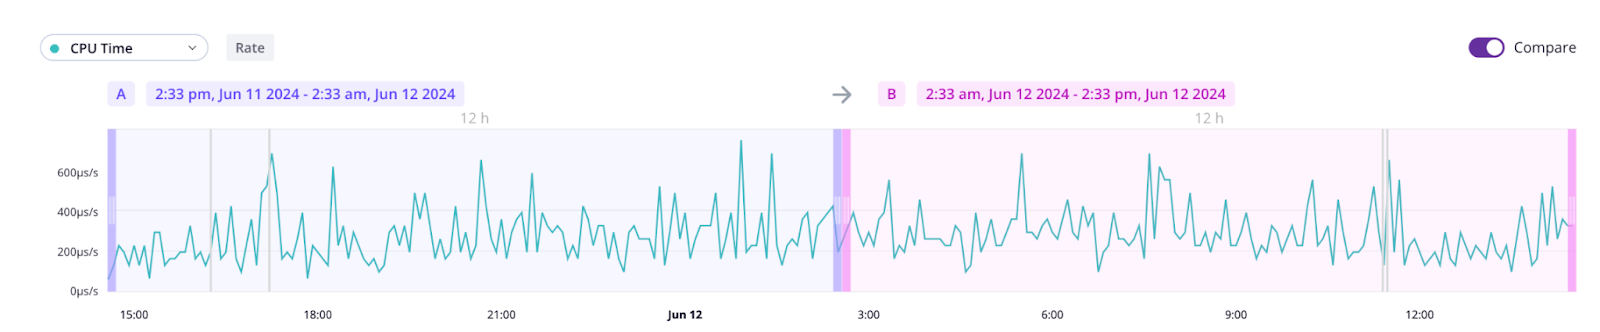 CPU Time Rate Compare
A 2:33 pm, Jun 11 2024 - 2:33 am, Jun 12 2024 → B 2:33 am, Jun 12 2024 - 2:33 pm, Jun 12 2024
12 h 12 h
600µs/s
400µs/s
200µs/s
0µs/s
15:00 18:00 21:00 Jun 12 3:00 6:00 9:00 12:00